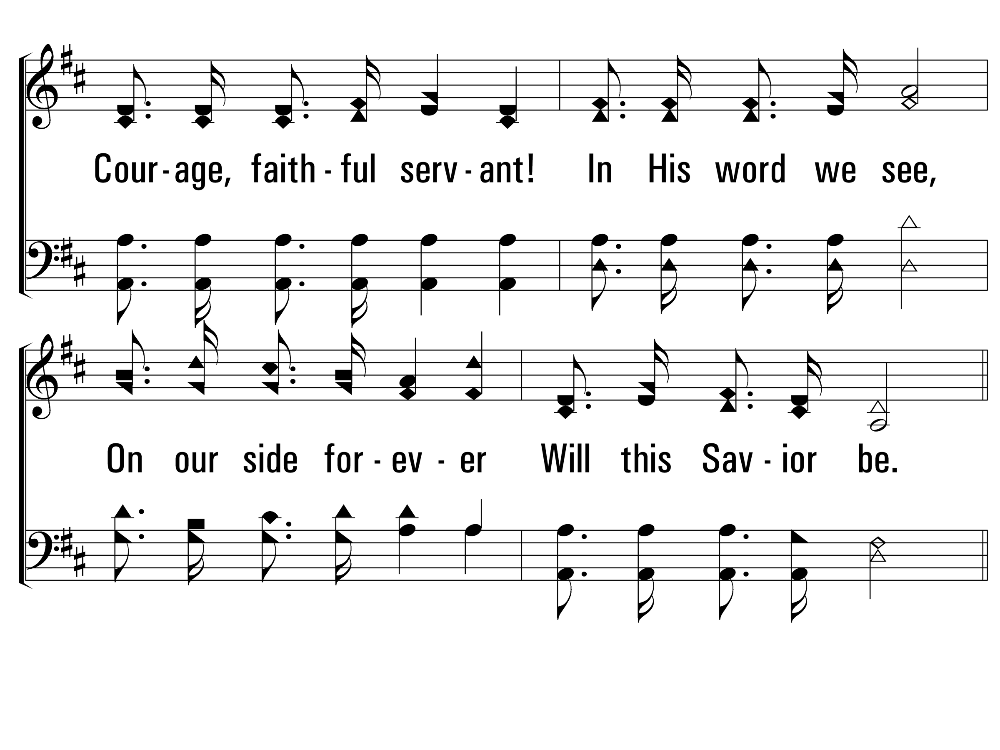 Cour-age, faith-ful serv-ant! In His word we see,
On our side for-ev-er Will this Sav-ior be.